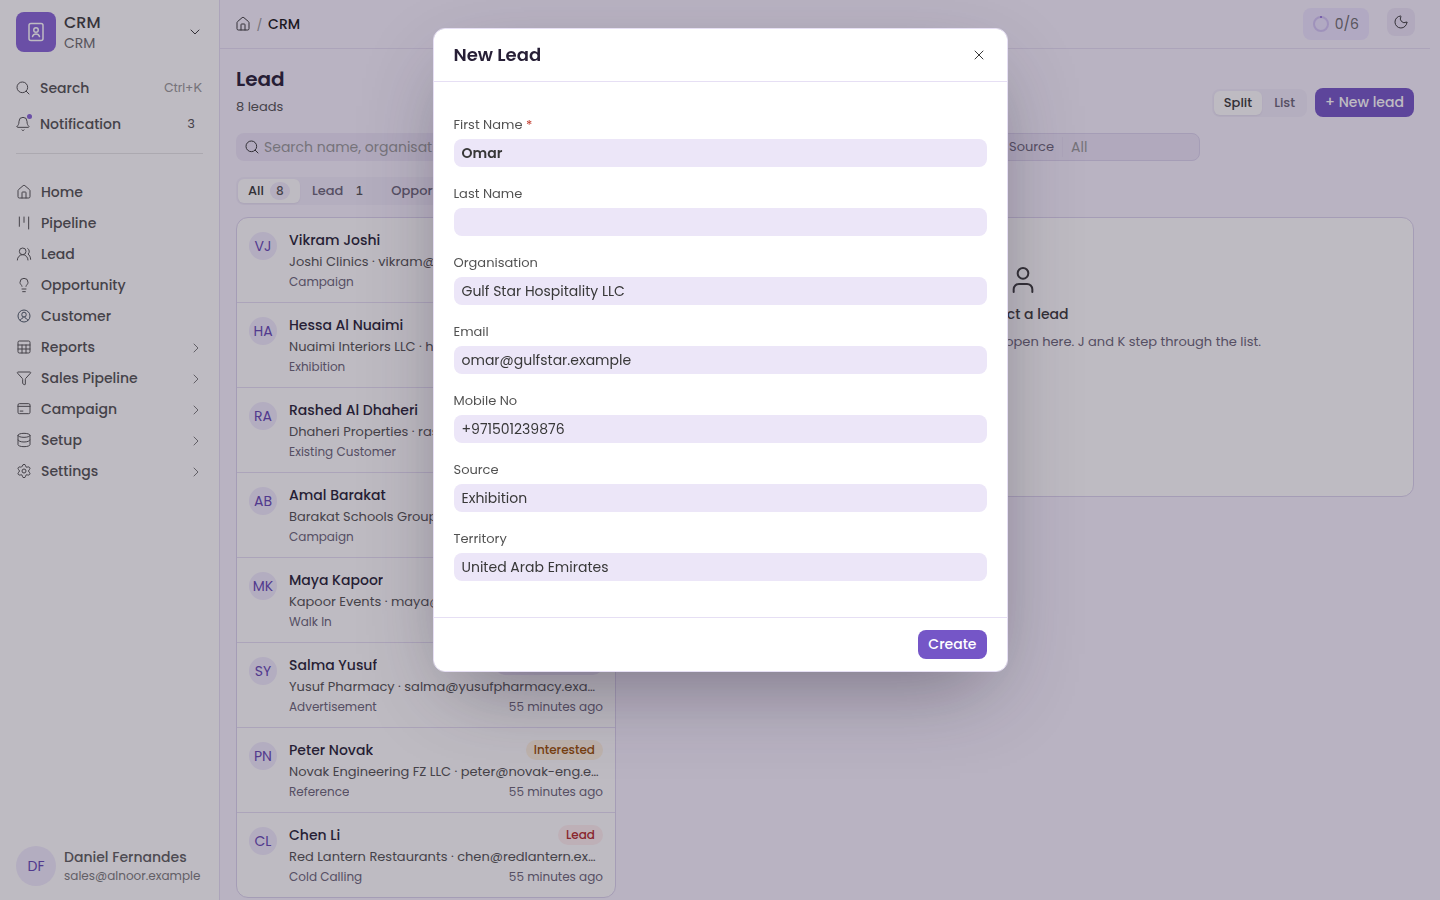 CRM
CRM
Search Ctrl+K
Notification 3
Home
Pipeline
Lead
Opportunity
Customer
Reports
Sales Pipeline
Campaign
Setup
Settings
DF
Daniel Fernandes
sales@alnoor.example
/ CRM
0/6
Lead
8 leads
Split List + New lead
Search name, organisat
Source All
All 8 Lead 1 Oppor
VJ
Vikram Joshi
Joshi Clinics · vikram@
Campaign
HA
Hessa Al Nuaimi
Nuaimi Interiors LLC · h
Exhibition
RA
Rashed Al Dhaheri
Dhaheri Properties · ra
Existing Customer
AB
Amal Barakat
Barakat Schools Group
Campaign
MK
Maya Kapoor
Kapoor Events · maya@
Walk In
SY
Salma Yusuf
Yusuf Pharmacy · salma@yusufpharmacy.exa...
Advertisement 55 minutes ago
PN
Peter Novak Interested
Novak Engineering FZ LLC · peter@novak-eng.e...
Reference 55 minutes ago
CL
Chen Li Lead
Red Lantern Restaurants · chen@redlantern.ex...
Cold Calling 55 minutes ago
ct a lead
open here. J and K step through the list.
New Lead
First Name *
Omar
Last Name
Organisation
Gulf Star Hospitality LLC
Email
omar@gulfstar.example
Mobile No
+971501239876
Source
Exhibition
Territory
United Arab Emirates
Create